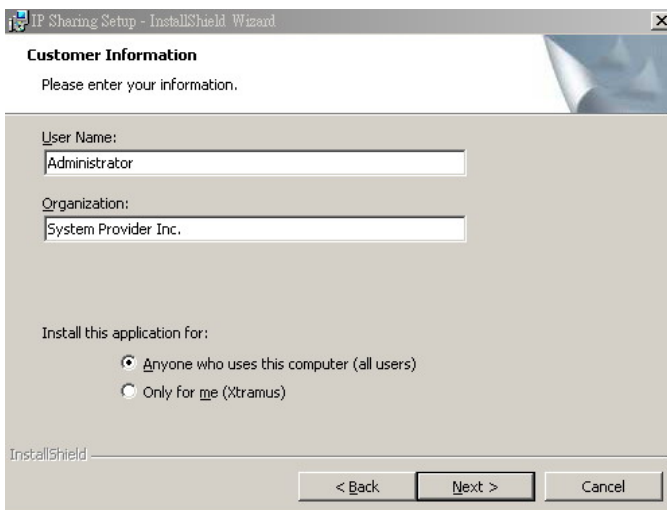 IP Sharing Setup - InstallShield Wizard
Customer Information
Please enter your information.
User Name:
Administrator
Organization:
System Provider Inc.
Install this application for:
Anyone who uses this computer (all users)
Only for me (Xtramus)
InstallShield
< Back Next > Cancel